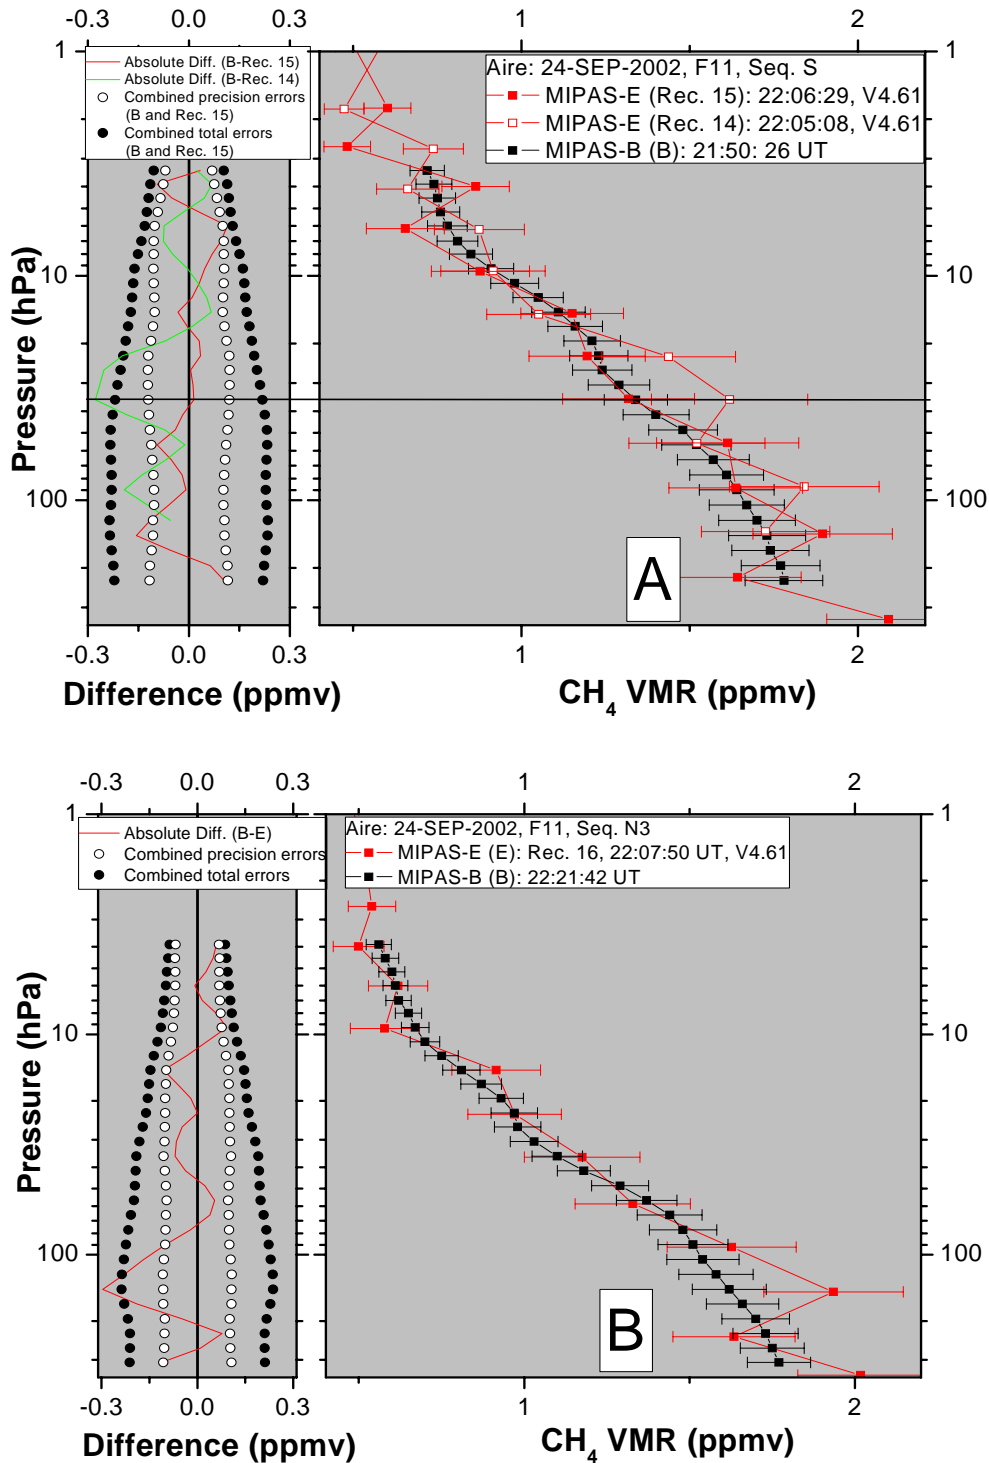 -0.3 0.0 0.3 1 2
1 1
Absolute Diff. (B-Rec. 15)
Absolute Diff. (B-Rec. 14)
Combined precision errors
(B and Rec. 15)
Combined total errors
(B and Rec. 15)
Aire: 24-SEP-2002, F11, Seq. S
MIPAS-E (Rec. 15): 22:06:29, V4.61
MIPAS-E (Rec. 14): 22:05:08, V4.61
MIPAS-B (B): 21:50: 26 UT
Pressure (hPa)
10 10
100 100
A
-0.3 0.0 0.3 1 2
Difference (ppmv) CH4 VMR (ppmv)
-0.3 0.0 0.3 1 2
1 1
Absolute Diff. (B-E)
Combined precision errors
Combined total errors
Aire: 24-SEP-2002, F11, Seq. N3
MIPAS-E (E): Rec. 16, 22:07:50 UT, V4.61
MIPAS-B (B): 22:21:42 UT
Pressure (hPa)
10 10
100 100
B
-0.3 0.0 0.3 1 2
Difference (ppmv) CH4 VMR (ppmv)